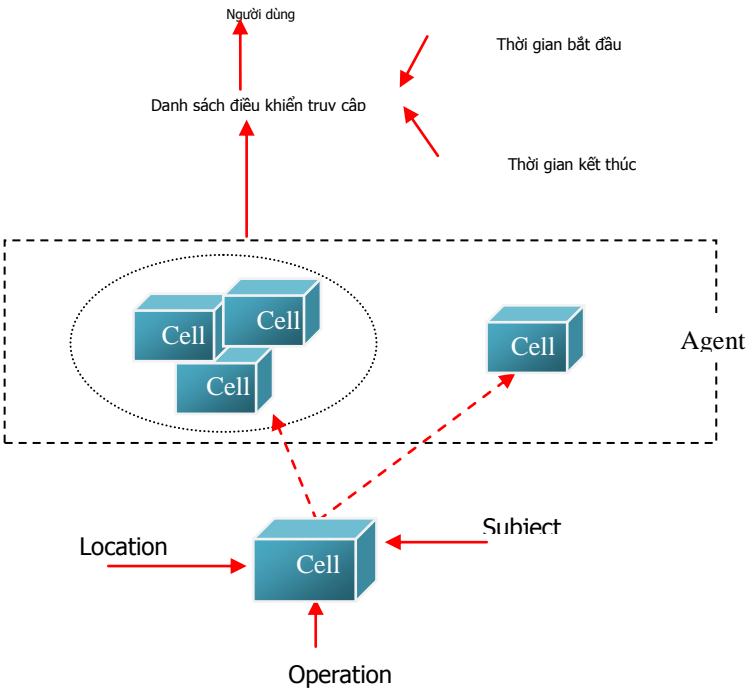 Người dùng
Thời gian bắt đầu
Danh sách điều khiển truy cập
Thời gian kết thúc
Cell
Cell
Cell
Cell
Agent
Subject
Location
Cell
Operation